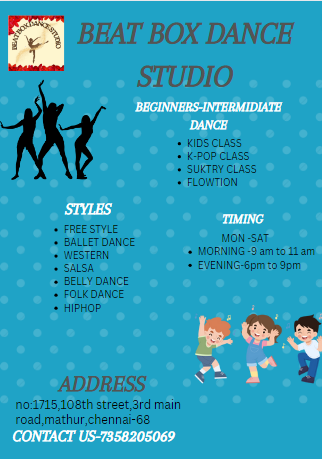 BEAT BOX DANCE STUDIO
BEAT BOX DANCE
STUDIO
BEGINNERS-INTERMIDIATE
DANCE
• KIDS CLASS
• K-POP CLASS
• SUKTRY CLASS
• FLOWTION
STYLES
• FREE STYLE
• BALLET DANCE
• WESTERN
• SALSA
• BELLY DANCE
• FOLK DANCE
• HIPHOP
TIMING
MON -SAT
• MORNING -9 am to 11 am
• EVENING-6pm to 9pm
ADDRESS
no:1715,108th street,3rd main
road,mathur,chennai-68
CONTACT US-7358205069